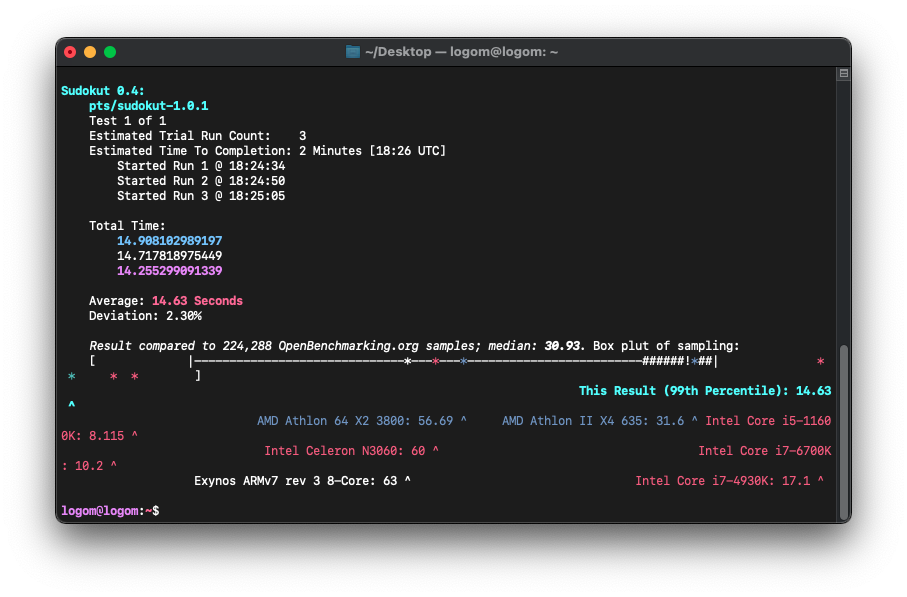 ~/Desktop — logom@logom: ~
Sudokut 0.4:
pts/sudokut-1.0.1
Test 1 of 1
Estimated Trial Run Count:    3
Estimated Time To Completion: 2 Minutes [18:26 UTC]
Started Run 1 @ 18:24:34
Started Run 2 @ 18:24:50
Started Run 3 @ 18:25:05
Total Time:
14.908102989197
14.717818975449
14.255299091339
Average: 14.63 Seconds
Deviation: 2.30%
Result compared to 224,288 OpenBenchmarking.org samples; median: 30.93. Box plut of sampling:
[             |------------------------------*---*---*-------------------------######!*##|              *
*     *  *        ]
This Result (99th Percentile): 14.63
^
AMD Athlon 64 X2 3800: 56.69 ^     AMD Athlon II X4 635: 31.6 ^ Intel Core i5-1160
0K: 8.115 ^
Intel Celeron N3060: 60 ^                                     Intel Core i7-6700K
: 10.2 ^
Exynos ARMv7 rev 3 8-Core: 63 ^                                Intel Core i7-4930K: 17.1 ^
logom@logom:~$